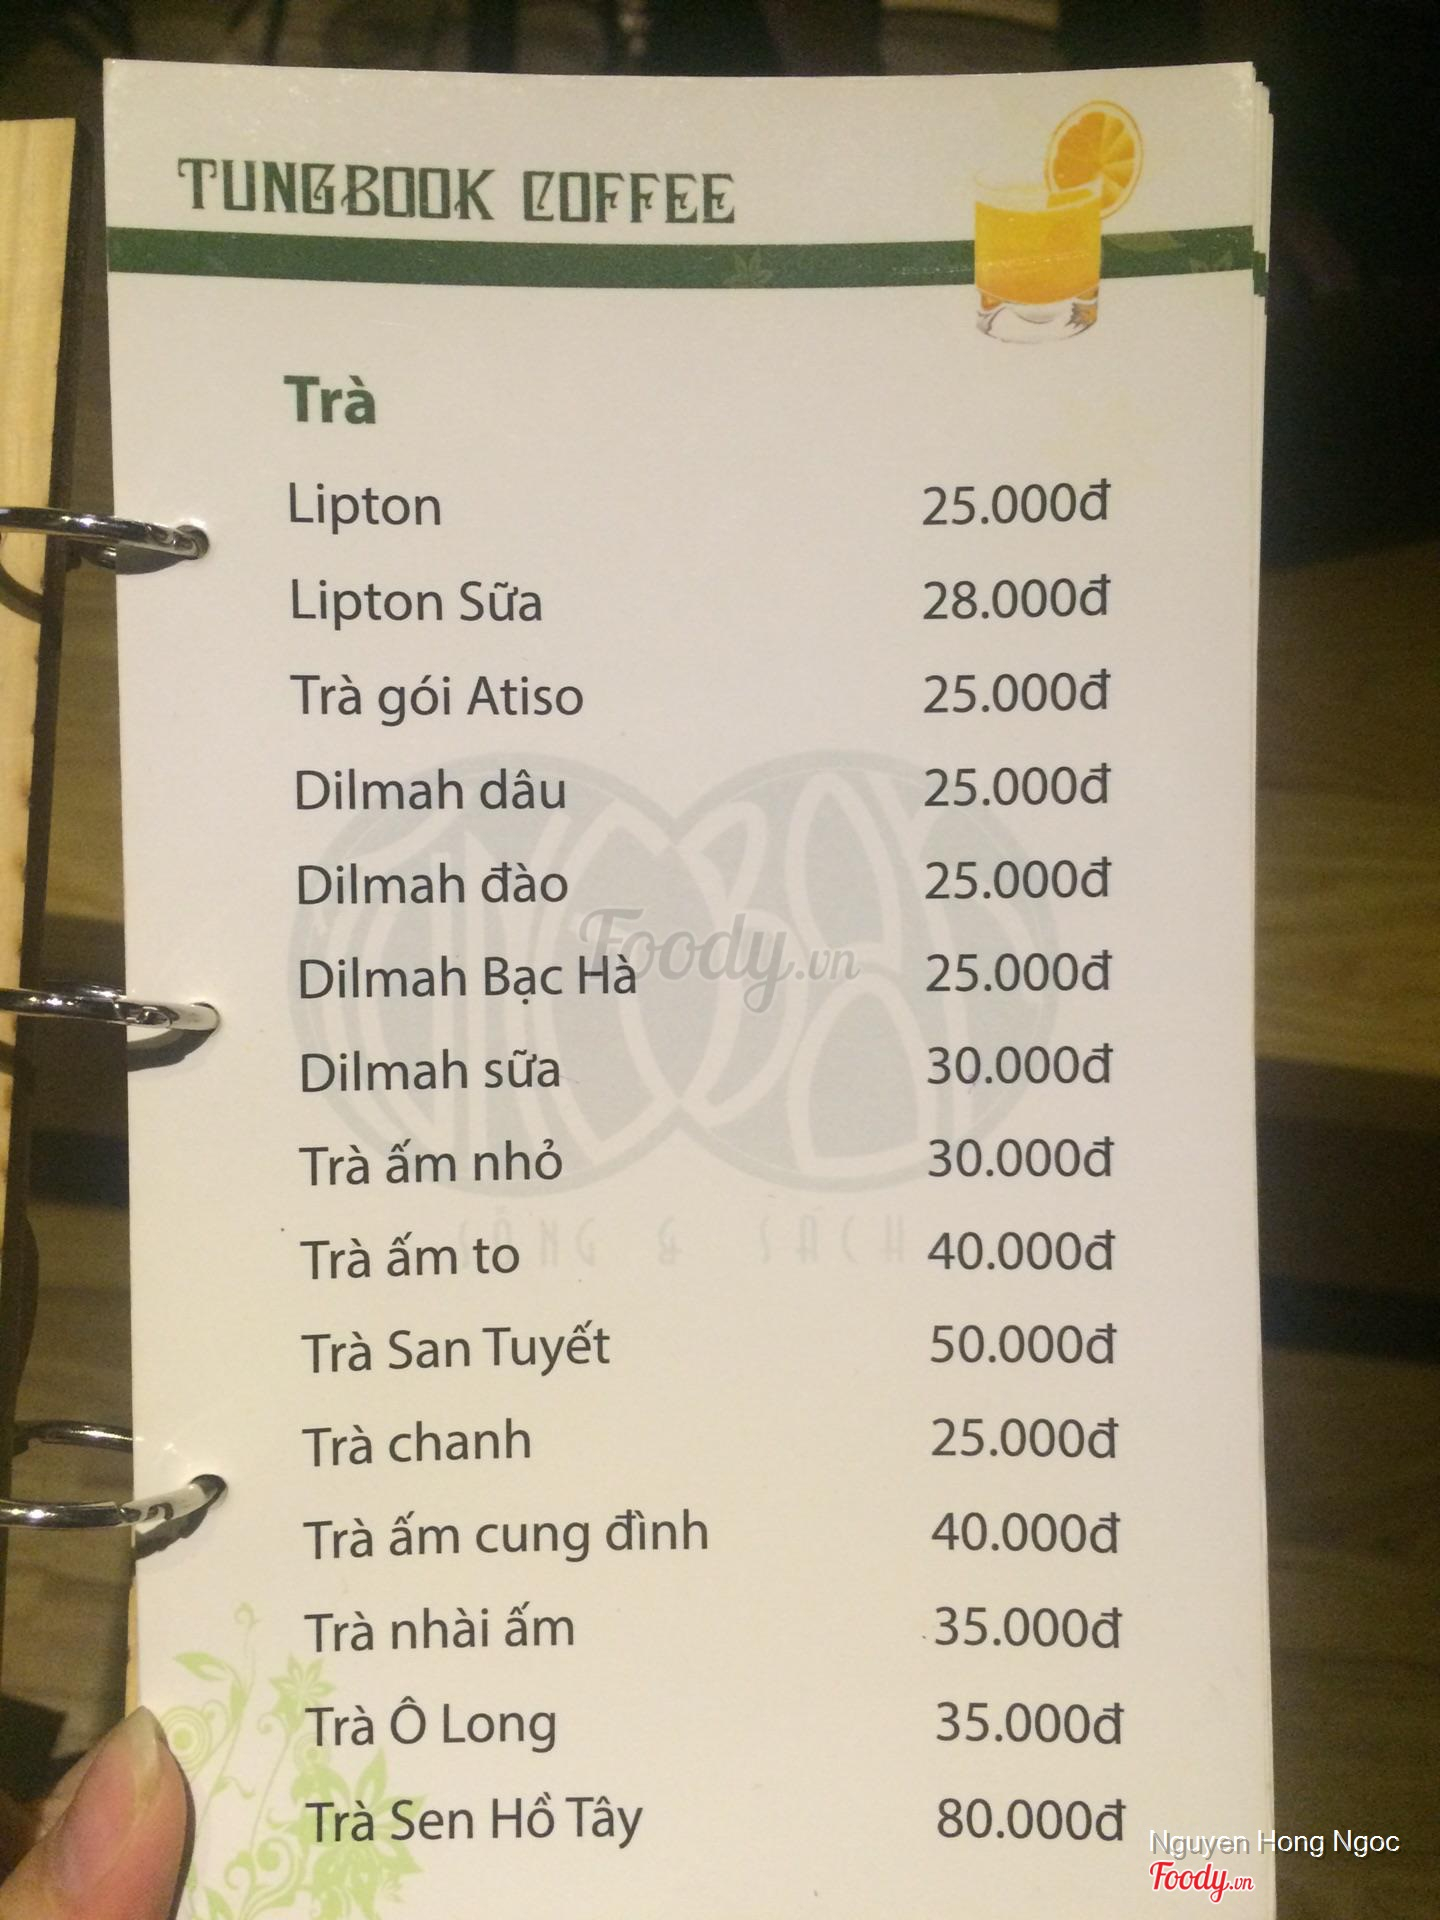 TUNGBOOK COFFEE
Trà
Lipton 25.000đ
Lipton Sữa 28.000đ
Trà gói Atiso 25.000đ
Dilmah dâu 25.000đ
Dilmah đào 25.000đ
Foody.vn
Dilmah Bạc Hà 25.000đ
Dilmah sữa 30.000đ
Trà ấm nhỏ 30.000đ
SỐNG & SÁCH
Trà ấm to 40.000đ
Trà San Tuyết 50.000đ
Trà chanh 25.000đ
Trà ấm cung đình 40.000đ
Trà nhài ấm 35.000đ
Trà Ô Long 35.000đ
Trà Sen Hồ Tây 80.000đ
Nguyen Hong Ngoc
Foody.vn